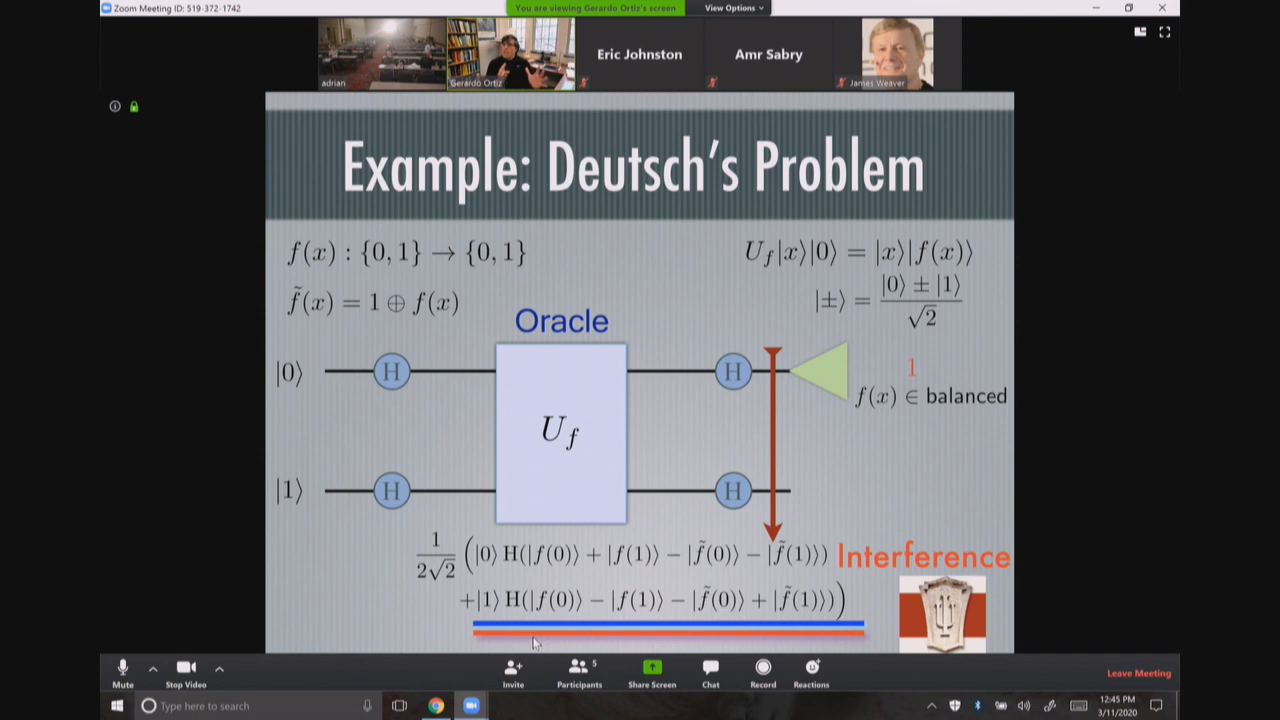 Zoom Meeting ID: 519-372-1742
You are viewing Gerardo Ortiz's screen
View Options
adrian
Gerardo Ortiz
Eric Johnston
Amr Sabry
James Weaver
Example: Deutsch's Problem
f(x) : {0, 1} → {0, 1}
U_f|x⟩|0⟩ = |x⟩|f(x)⟩
f̃(x) = 1 ⊕ f(x)
|±⟩ = (|0⟩ ± |1⟩)/√2
Oracle
|0⟩
H
H
1
f(x) ∈ balanced
U_f
|1⟩
H
H
1/(2√2) (|0⟩ H(|f(0)⟩ + |f(1)⟩ − |f̃(0)⟩ − |f̃(1)⟩)
Interference
+|1⟩ H(|f(0)⟩ − |f(1)⟩ − |f̃(0)⟩ + |f̃(1)⟩))
Mute
Stop Video
Invite
5
Participants
Share Screen
Chat
Record
Reactions
Leave Meeting
Type here to search
12:45 PM
3/11/2020